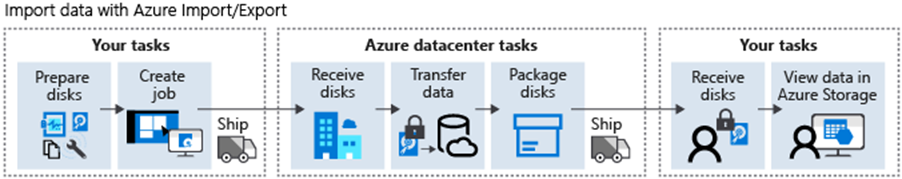 Import data with Azure Import/Export
Your tasks
Prepare
disks
Create
job
Ship
Azure datacenter tasks
Receive
disks
Transfer
data
Package
disks
Ship
Your tasks
Receive
disks
View data in
Azure Storage